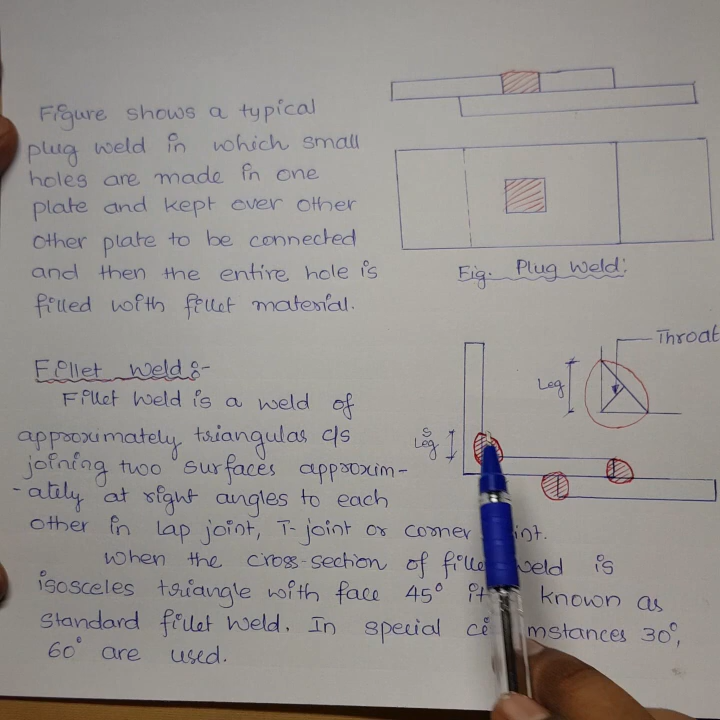 Figure shows a typical
plug weld in which small
holes are made in one
plate and kept over other
other plate to be connected
and then the entire hole is
filled with fillet material.
Fig. Plug Weld:
Fillet Weld:-
Fillet Weld is a weld of
approximately triangular c/s
joining two surfaces approxim-
-ately at right angles to each
other in lap joint, T-joint or corner
When the cross-section of weld is
isosceles triangle with face 45° known as
standard fillet weld. In special 30°,
60° are used.
Throat
Leg
S
Leg